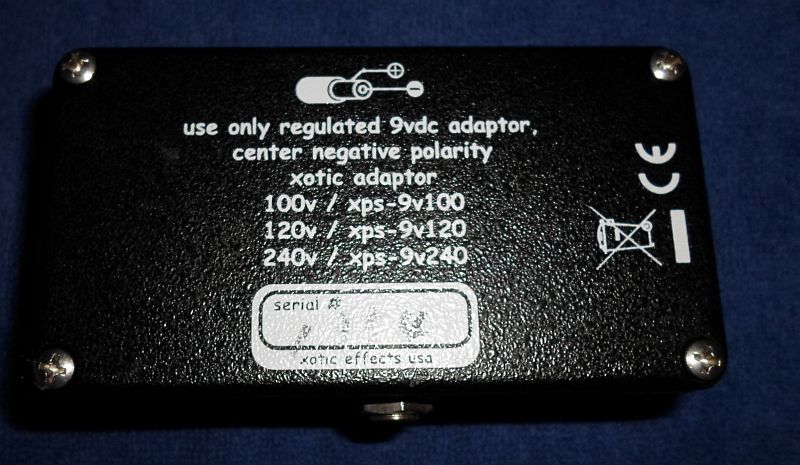 use only regulated 9vdc adaptor,
center negative polarity
xotic adaptor
100v / xps-9v100
120v / xps-9v120
240v / xps-9v240
serial #
xotic effects usa
CE